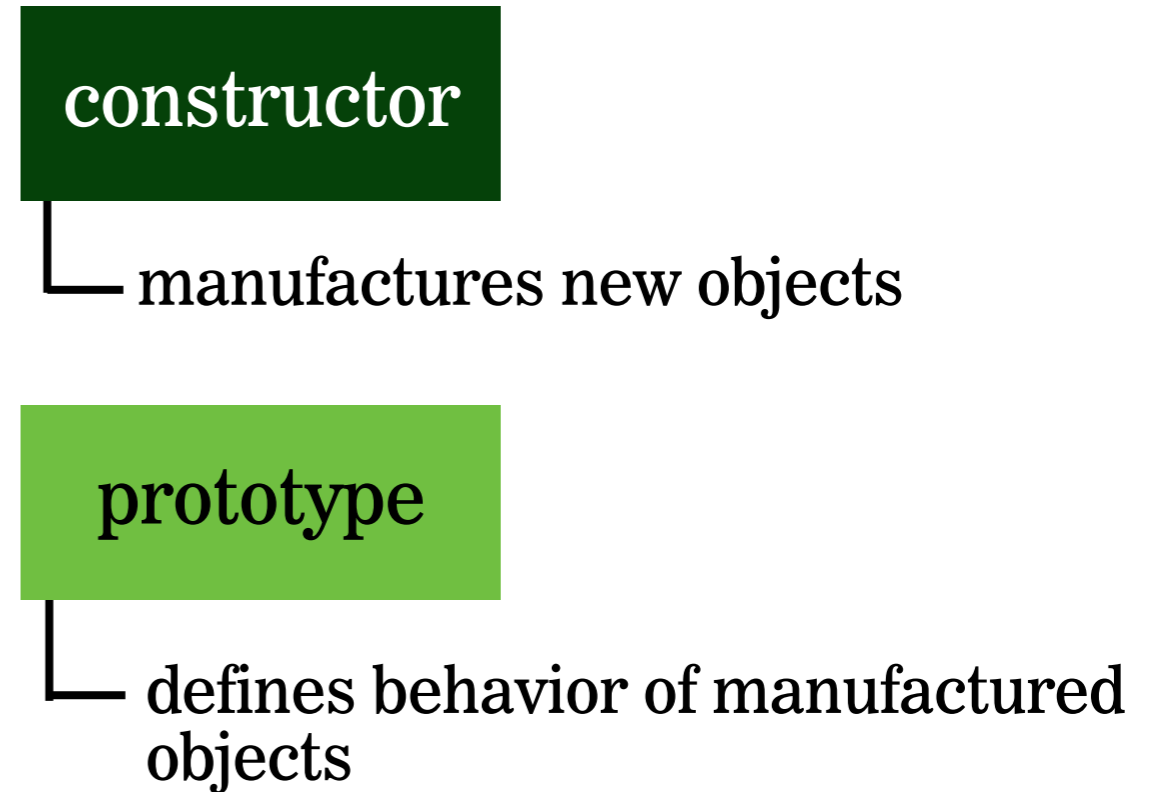 constructor
manufactures new objects
prototype
defines behavior of manufactured
objects